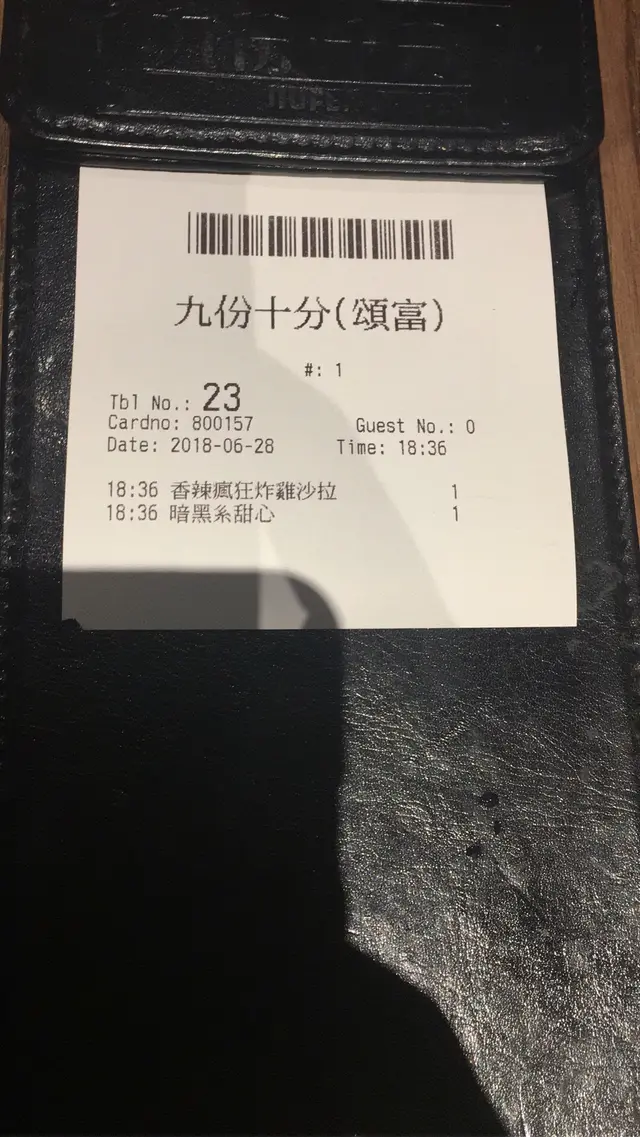 九份十分(頌富)
#: 1
Tbl No.: 23
Cardno: 800157 Guest No.: 0
Date: 2018-06-28 Time: 18:36
18:36 香辣瘋狂炸雞沙拉 1
18:36 暗黑糸甜心 1